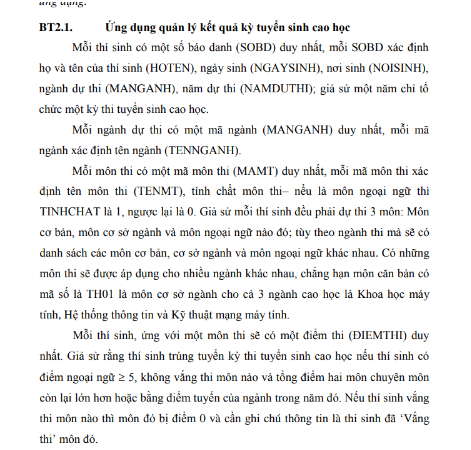 ứng dụng.
BT2.1. Ứng dụng quản lý kết quả kỳ tuyển sinh cao học
Mỗi thí sinh có một số báo danh (SOBD) duy nhất, mỗi SOBD xác định
họ và tên của thí sinh (HOTEN), ngày sinh (NGAYSINH), nơi sinh (NOISINH),
ngành dự thi (MANGANH), năm dự thi (NAMDUTHI); giả sử một năm chỉ tổ
chức một kỳ thi tuyển sinh cao học.
Mỗi ngành dự thi có một mã ngành (MANGANH) duy nhất, mỗi mã
ngành xác định tên ngành (TENNGANH).
Mỗi môn thi có một mã môn thi (MAMT) duy nhất, mỗi mã môn thi xác
định tên môn thi (TENMT), tính chất môn thi– nếu là môn ngoại ngữ thì
TINHCHAT là 1, ngược lại là 0. Giả sử mỗi thí sinh đều phải dự thi 3 môn: Môn
cơ bản, môn cơ sở ngành và môn ngoại ngữ nào đó; tùy theo ngành thi mà sẽ có
danh sách các môn cơ bản, cơ sở ngành và môn ngoại ngữ khác nhau. Có những
môn thi sẽ được áp dụng cho nhiều ngành khác nhau, chẳng hạn môn căn bản có
mã số là TH01 là môn cơ sở ngành cho cả 3 ngành cao học là Khoa học máy
tính, Hệ thống thông tin và Kỹ thuật mạng máy tính.
Mỗi thí sinh, ứng với một môn thi sẽ có một điểm thi (ĐIEMTHI) duy
nhất. Giả sử rằng thí sinh trúng tuyển kỳ thi tuyển sinh cao học nếu thí sinh có
điểm ngoại ngữ ≥ 5, không vắng thi môn nào và tổng điểm hai môn chuyên môn
còn lại lớn hơn hoặc bằng điểm tuyển của ngành trong năm đó. Nếu thí sinh vắng
thi môn nào thì môn đó bị điểm 0 và cần ghi chú thông tin là thí sinh đã ‘Vắng
thi’ môn đó.